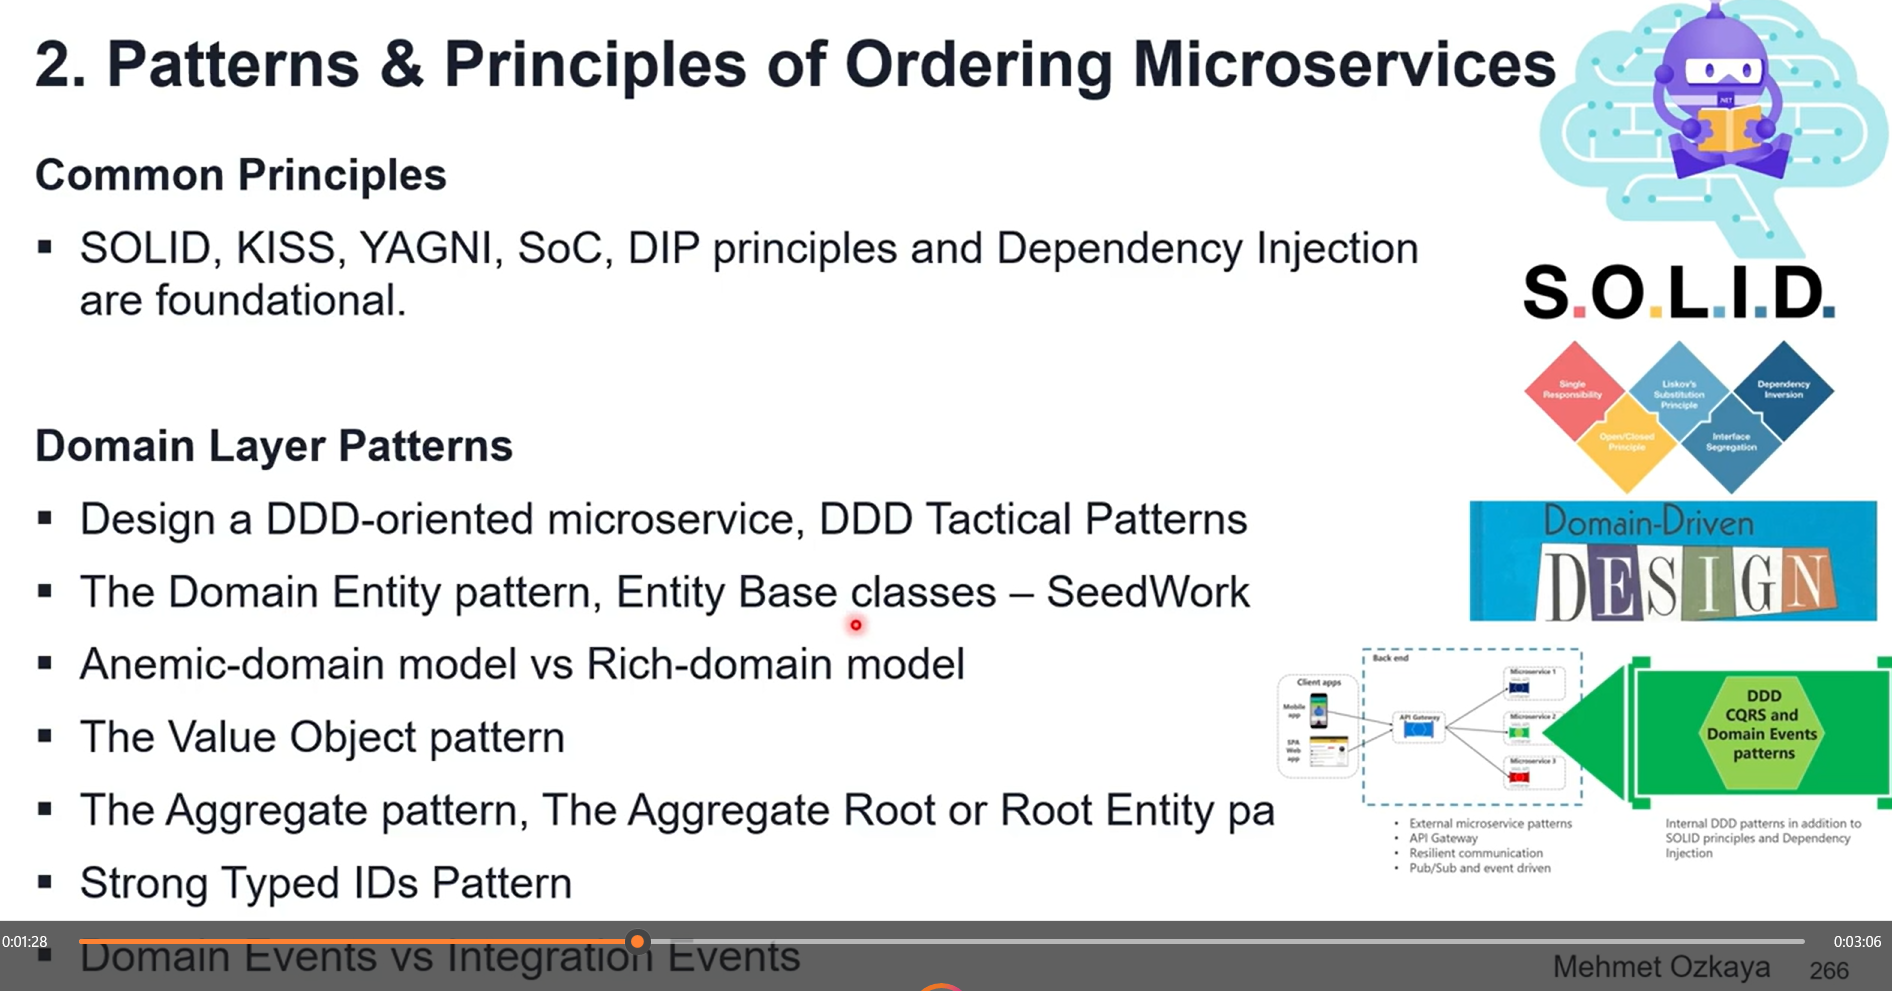 2. Patterns & Principles of Ordering Microservices
.NET
Common Principles
▪ SOLID, KISS, YAGNI, SoC, DIP principles and Dependency Injection
are foundational.
S.O.L.I.D.
Single
Responsibility
Liskov's
Substitution
Principle
Dependency
Inversion
Open/Closed
Principle
Interface
Segregation
Domain Layer Patterns
▪ Design a DDD-oriented microservice, DDD Tactical Patterns
▪ The Domain Entity pattern, Entity Base classes – SeedWork
▪ Anemic-domain model vs Rich-domain model
▪ The Value Object pattern
▪ The Aggregate pattern, The Aggregate Root or Root Entity pa
▪ Strong Typed IDs Pattern
▪ Domain Events vs Integration Events
Domain-Driven
DESIGN
Back end
Client apps
Mobile
app
SPA
Web
app
API Gateway
Microservice 1
Microservice 2
Microservice 3
DDD
CQRS and
Domain Events
patterns
• External microservice patterns
• API Gateway
• Resilient communication
• Pub/Sub and event driven
Internal DDD patterns in addition to
SOLID principles and Dependency
Injection
0:01:28
0:03:06
Mehmet Ozkaya 266